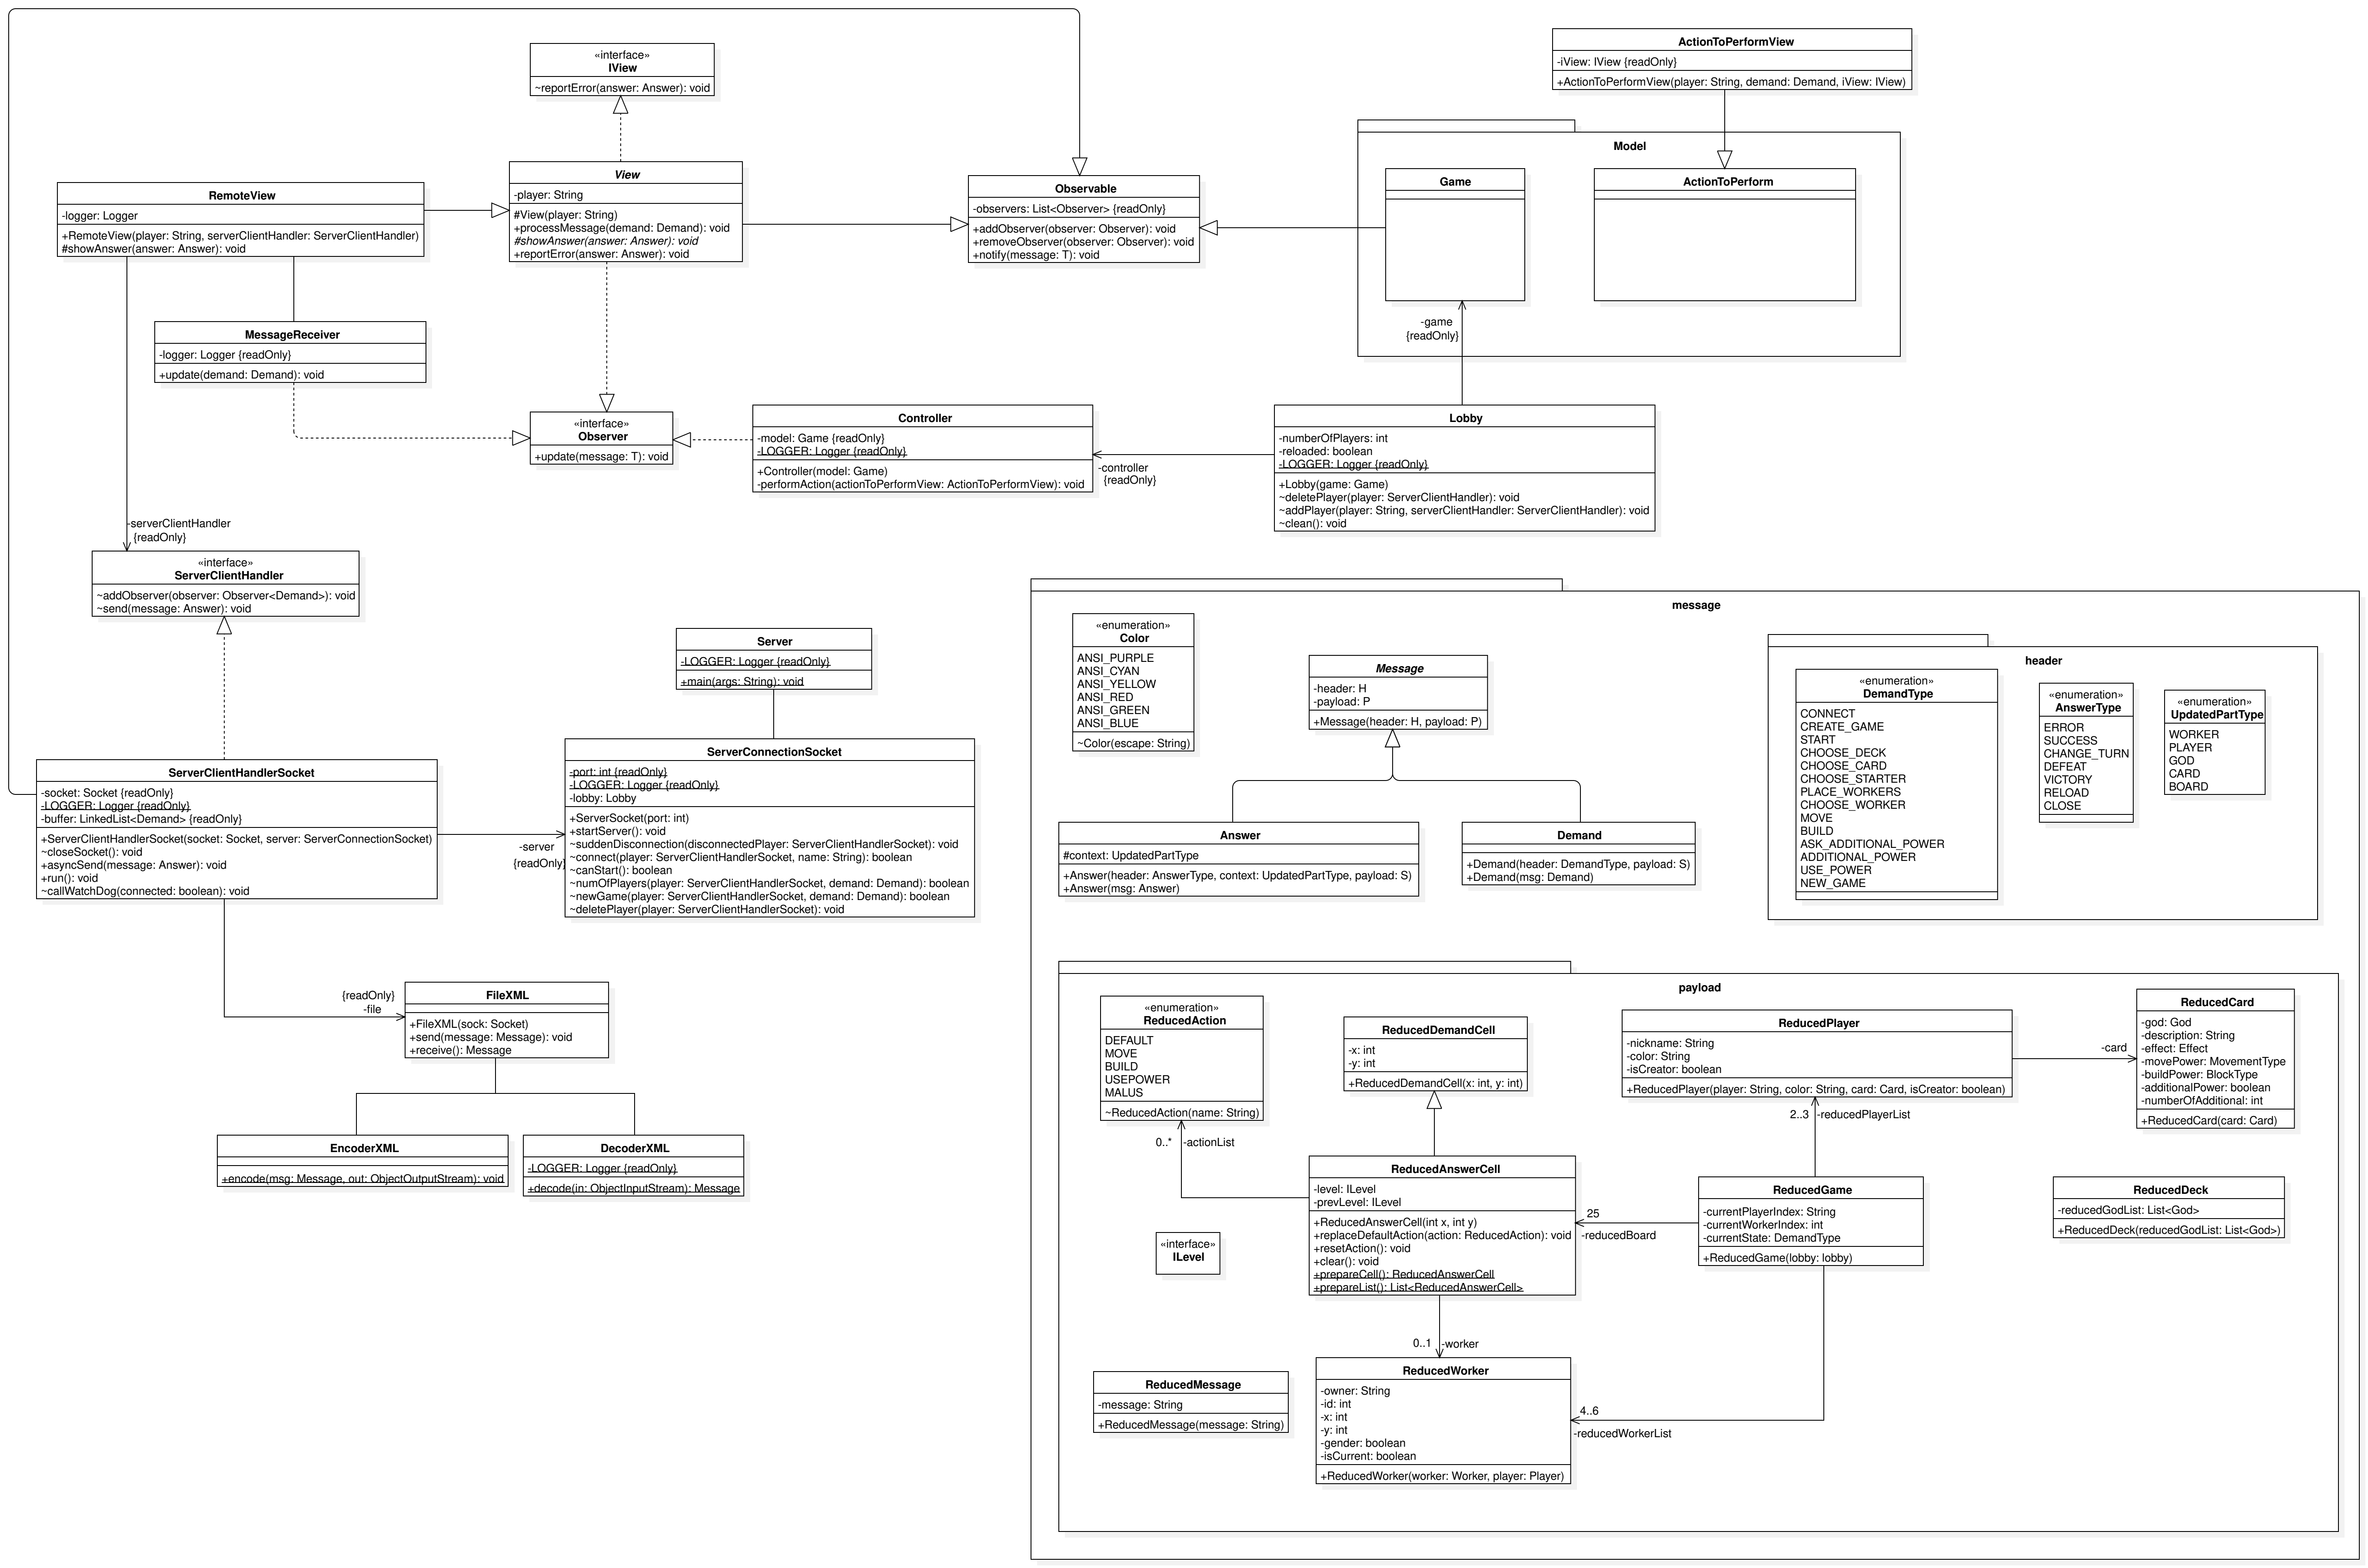 «interface»
IView
~reportError(answer: Answer): void
ActionToPerformView
-iView: IView {readOnly}
+ActionToPerformView(player: String, demand: Demand, iView: IView)
RemoteView
-logger: Logger
+RemoteView(player: String, serverClientHandler: ServerClientHandler)
#showAnswer(answer: Answer): void
View
-player: String
#View(player: String)
+processMessage(demand: Demand): void
#showAnswer(answer: Answer): void
+reportError(answer: Answer): void
Observable
-observers: List<Observer> {readOnly}
+addObserver(observer: Observer): void
+removeObserver(observer: Observer): void
+notify(message: T): void
Model
Game
ActionToPerform
-game
{readOnly}
MessageReceiver
-logger: Logger {readOnly}
+update(demand: Demand): void
«interface»
Observer
+update(message: T): void
Controller
-model: Game {readOnly}
-LOGGER: Logger {readOnly}
+Controller(model: Game)
-performAction(actionToPerformView: ActionToPerformView): void
-controller
{readOnly}
Lobby
-numberOfPlayers: int
-reloaded: boolean
-LOGGER: Logger {readOnly}
+Lobby(game: Game)
~deletePlayer(player: ServerClientHandler): void
~addPlayer(player: String, serverClientHandler: ServerClientHandler): void
~clean(): void
-serverClientHandler
{readOnly}
«interface»
ServerClientHandler
~addObserver(observer: Observer<Demand>): void
~send(message: Answer): void
Server
-LOGGER: Logger {readOnly}
+main(args: String): void
ServerClientHandlerSocket
-socket: Socket {readOnly}
-LOGGER: Logger {readOnly}
-buffer: LinkedList<Demand> {readOnly}
+ServerClientHandlerSocket(socket: Socket, server: ServerConnectionSocket)
~closeSocket(): void
+asyncSend(message: Answer): void
+run(): void
~callWatchDog(connected: boolean): void
-server
{readOnly}
ServerConnectionSocket
-port: int {readOnly}
-LOGGER: Logger {readOnly}
-lobby: Lobby
+ServerSocket(port: int)
+startServer(): void
~suddenDisconnection(disconnectedPlayer: ServerClientHandlerSocket): void
~connect(player: ServerClientHandlerSocket, name: String): boolean
~canStart(): boolean
~numOfPlayers(player: ServerClientHandlerSocket, demand: Demand): boolean
~newGame(player: ServerClientHandlerSocket, demand: Demand): boolean
~deletePlayer(player: ServerClientHandlerSocket): void
{readOnly}
-file
FileXML
+FileXML(sock: Socket)
+send(message: Message): void
+receive(): Message
EncoderXML
+encode(msg: Message, out: ObjectOutputStream): void
DecoderXML
-LOGGER: Logger {readOnly}
+decode(in: ObjectInputStream): Message
message
«enumeration»
Color
ANSI_PURPLE
ANSI_CYAN
ANSI_YELLOW
ANSI_RED
ANSI_GREEN
ANSI_BLUE
~Color(escape: String)
Message
-header: H
-payload: P
+Message(header: H, payload: P)
Answer
#context: UpdatedPartType
+Answer(header: AnswerType, context: UpdatedPartType, payload: S)
+Answer(msg: Answer)
Demand
+Demand(header: DemandType, payload: S)
+Demand(msg: Demand)
header
«enumeration»
DemandType
CONNECT
CREATE_GAME
START
CHOOSE_DECK
CHOOSE_CARD
CHOOSE_STARTER
PLACE_WORKERS
CHOOSE_WORKER
MOVE
BUILD
ASK_ADDITIONAL_POWER
ADDITIONAL_POWER
USE_POWER
NEW_GAME
«enumeration»
AnswerType
ERROR
SUCCESS
CHANGE_TURN
DEFEAT
VICTORY
RELOAD
CLOSE
«enumeration»
UpdatedPartType
WORKER
PLAYER
GOD
CARD
BOARD
payload
«enumeration»
ReducedAction
DEFAULT
MOVE
BUILD
USEPOWER
MALUS
~ReducedAction(name: String)
ReducedDemandCell
-x: int
-y: int
+ReducedDemandCell(x: int, y: int)
ReducedPlayer
-nickname: String
-color: String
-isCreator: boolean
+ReducedPlayer(player: String, color: String, card: Card, isCreator: boolean)
-card
ReducedCard
-god: God
-description: String
-effect: Effect
-movePower: MovementType
-buildPower: BlockType
-additionalPower: boolean
-numberOfAdditional: int
+ReducedCard(card: Card)
2..3 -reducedPlayerList
0..* -actionList
ReducedAnswerCell
-level: ILevel
-prevLevel: ILevel
+ReducedAnswerCell(int x, int y)
+replaceDefaultAction(action: ReducedAction): void
+resetAction(): void
+clear(): void
+prepareCell(): ReducedAnswerCell
+prepareList(): List<ReducedAnswerCell>
25
-reducedBoard
ReducedGame
-currentPlayerIndex: String
-currentWorkerIndex: int
-currentState: DemandType
+ReducedGame(lobby: lobby)
ReducedDeck
-reducedGodList: List<God>
+ReducedDeck(reducedGodList: List<God>)
«interface»
ILevel
0..1 -worker
ReducedMessage
-message: String
+ReducedMessage(message: String)
ReducedWorker
-owner: String
-id: int
-x: int
-y: int
-gender: boolean
-isCurrent: boolean
+ReducedWorker(worker: Worker, player: Player)
4..6
-reducedWorkerList